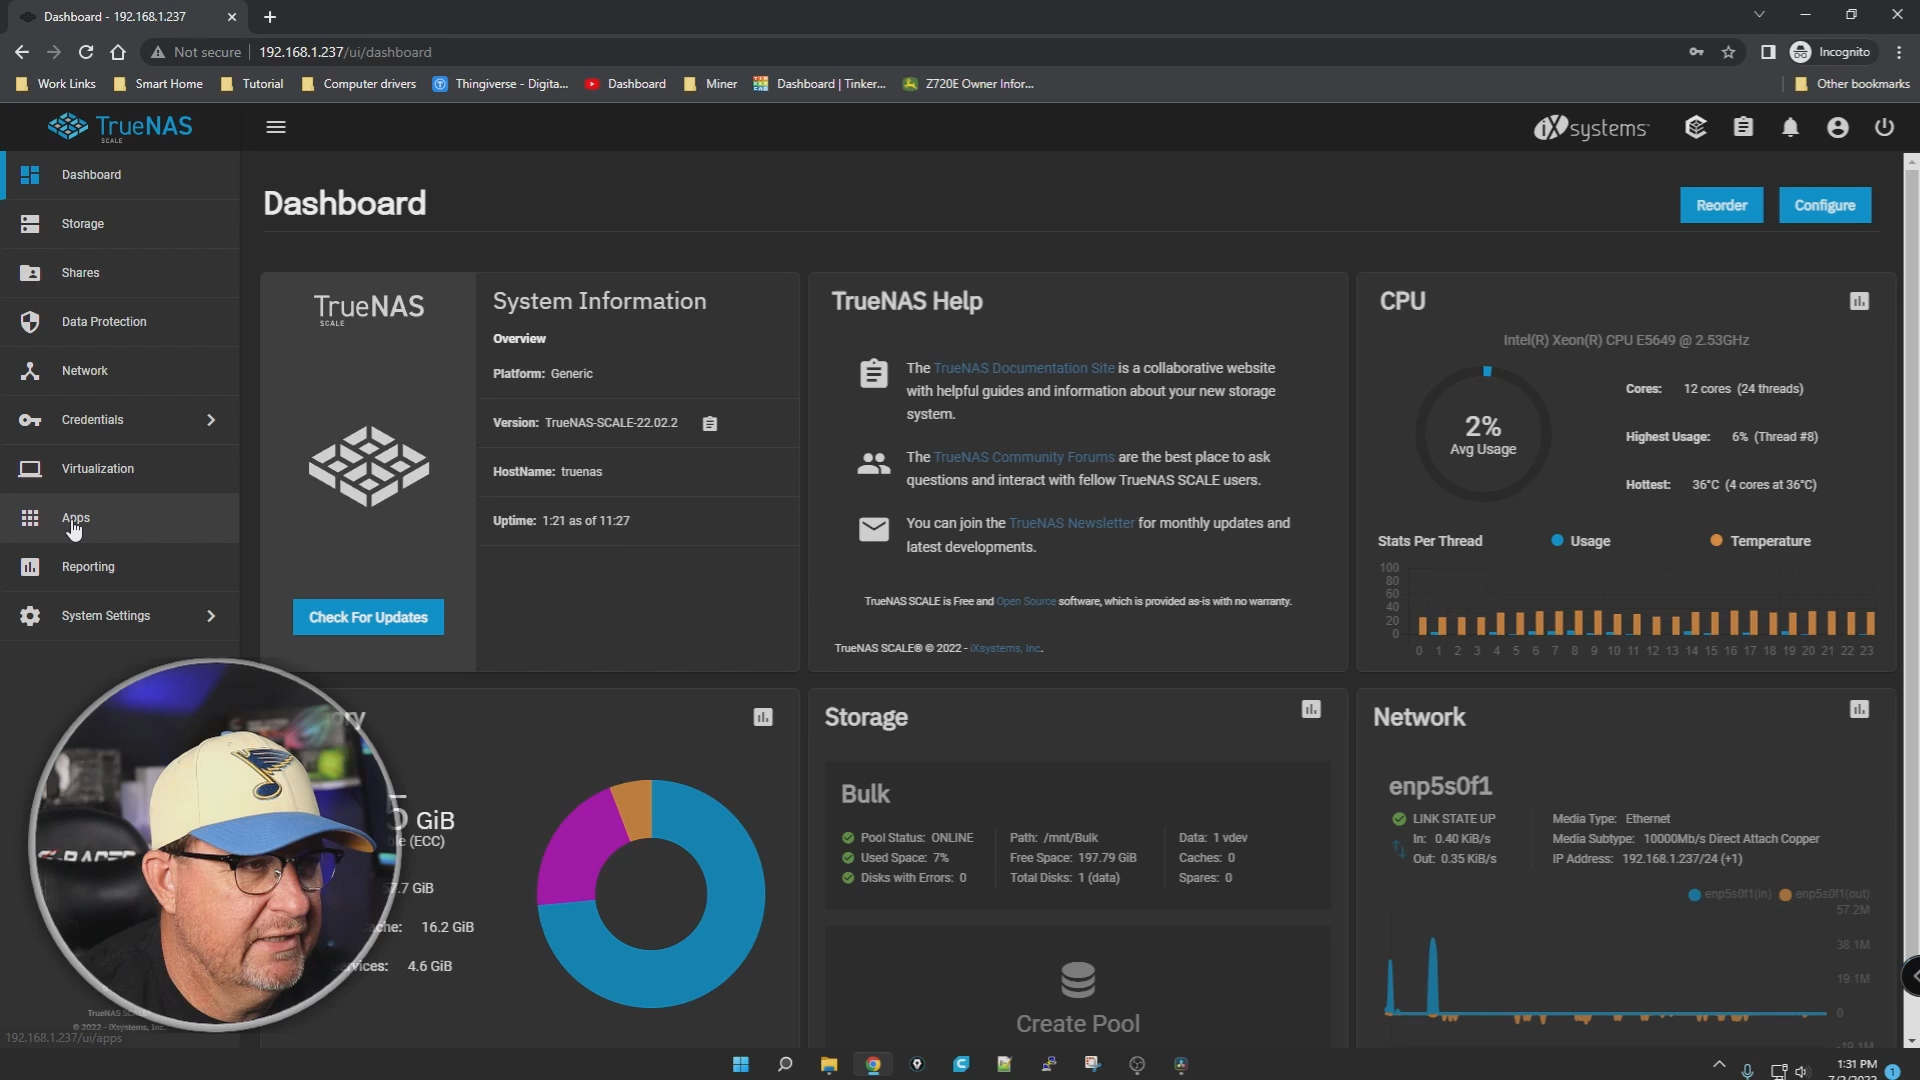 Dashboard - 192.168.1.237
Not secure
192.168.1.237/ui/dashboard
Incognito
Work Links
Smart Home
Tutorial
Computer drivers
Thingiverse - Digita...
Dashboard
Miner
Dashboard | Tinker...
Z720E Owner Infor...
Other bookmarks
TrueNAS
SCALE
iXsystems
Dashboard
Storage
Shares
Data Protection
Network
Credentials
Virtualization
Apps
Reporting
System Settings
Dashboard
Reorder
Configure
TrueNAS
SCALE
Check For Updates
System Information
Overview
Platform: Generic
Version: TrueNAS-SCALE-22.02.2
HostName: truenas
Uptime: 1:21 as of 11:27
TrueNAS Help
The TrueNAS Documentation Site is a collaborative website
with helpful guides and information about your new storage
system.
The TrueNAS Community Forums are the best place to ask
questions and interact with fellow TrueNAS SCALE users.
You can join the TrueNAS Newsletter for monthly updates and
latest developments.
TrueNAS SCALE is Free and Open Source software, which is provided as-is with no warranty.
TrueNAS SCALE® © 2022 - iXsystems, Inc.
CPU
Intel(R) Xeon(R) CPU E5649 @ 2.53GHz
2%
Avg Usage
Cores: 12 cores (24 threads)
Highest Usage: 6% (Thread #8)
Hottest: 36°C (4 cores at 36°C)
Stats Per Thread
Usage
Temperature
100
80
60
40
20
0
0 1 2 3 4 5 6 7 8 9 10 11 12 13 14 15 16 17 18 19 20 21 22 23
GiB
(ECC)
GiB
16.2 GiB
4.6 GiB
Storage
Bulk
Pool Status: ONLINE
Used Space: 7%
Disks with Errors: 0
Path: /mnt/Bulk
Free Space: 197.79 GiB
Total Disks: 1 (data)
Data: 1 vdev
Caches: 0
Spares: 0
Create Pool
Network
enp5s0f1
LINK STATE UP
In: 0.40 KiB/s
Out: 0.35 KiB/s
Media Type: Ethernet
Media Subtype: 10000Mb/s Direct Attach Copper
IP Address: 192.168.1.237/24 (+1)
enp5s0f1(in)
enp5s0f1(out)
57.2M
38.1M
19.1M
0
-19.1M
TrueNAS
© 2022 - iXsystems, Inc.
192.168.1.237/ui/apps
1:31 PM
1